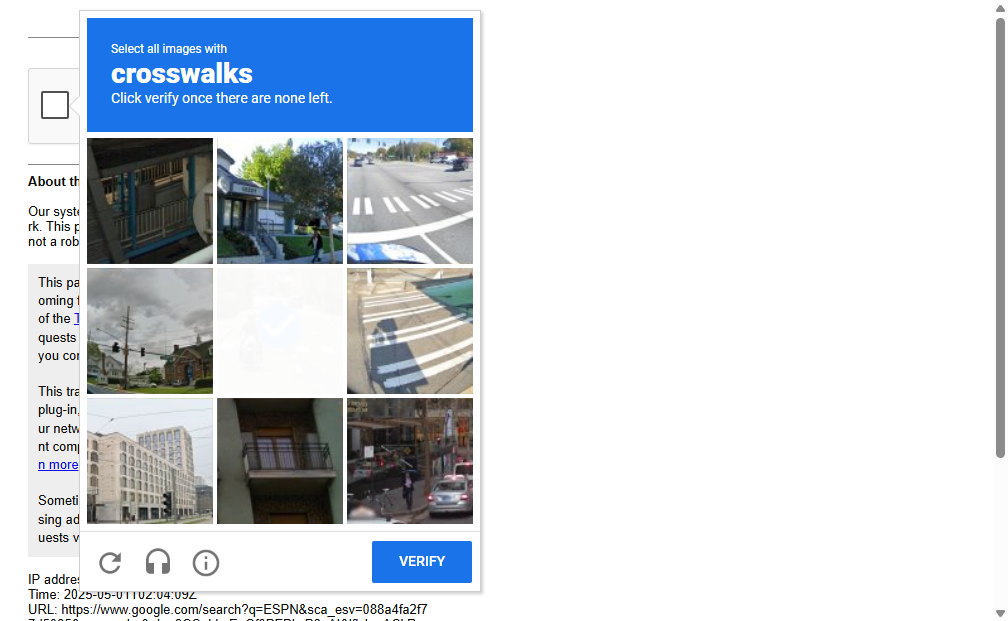 Select all images with
crosswalks
Click verify once there are none left.
About th
Our syste
rk. This p
not a rob
This pa
oming f
of the T
quests
you con
This tra
plug-in,
ur netw
nt comp
n more
Someti
sing ad
uests v
VERIFY
IP addres
Time: 2025-05-01T02:04:09Z
URL: https://www.google.com/search?q=ESPN&sca_esv=088a4fa2f7